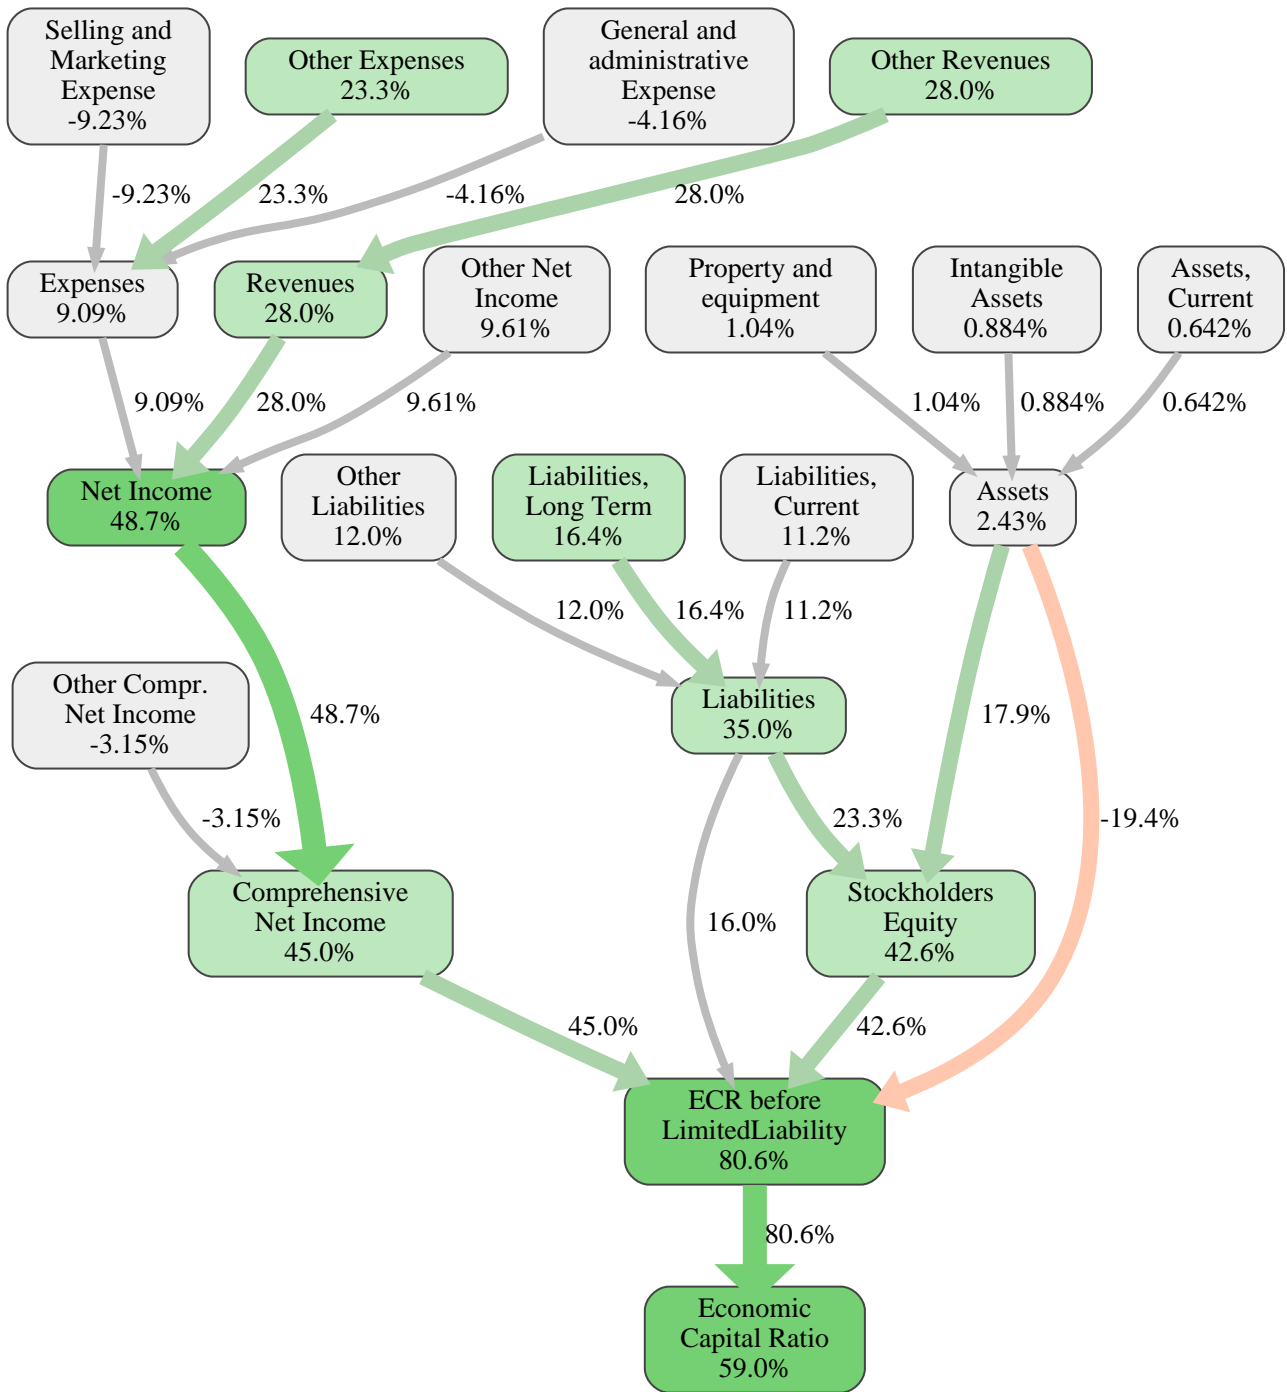 Selling and
Marketing
Expense
-9.23%
Other Expenses
23.3%
General and
administrative
Expense
-4.16%
Other Revenues
28.0%
-9.23%
23.3%
-4.16%
28.0%
Expenses
9.09%
Revenues
28.0%
Other Net
Income
9.61%
Property and
equipment
1.04%
Intangible
Assets
0.884%
Assets,
Current
0.642%
9.09%
28.0%
9.61%
1.04%
0.884%
0.642%
Net Income
48.7%
Other
Liabilities
12.0%
Liabilities,
Long Term
16.4%
Liabilities,
Current
11.2%
Assets
2.43%
12.0%
16.4%
11.2%
Other Compr.
Net Income
-3.15%
48.7%
Liabilities
35.0%
17.9%
-3.15%
23.3%
-19.4%
Comprehensive
Net Income
45.0%
16.0%
Stockholders
Equity
42.6%
45.0%
42.6%
ECR before
LimitedLiability
80.6%
80.6%
Economic
Capital Ratio
59.0%